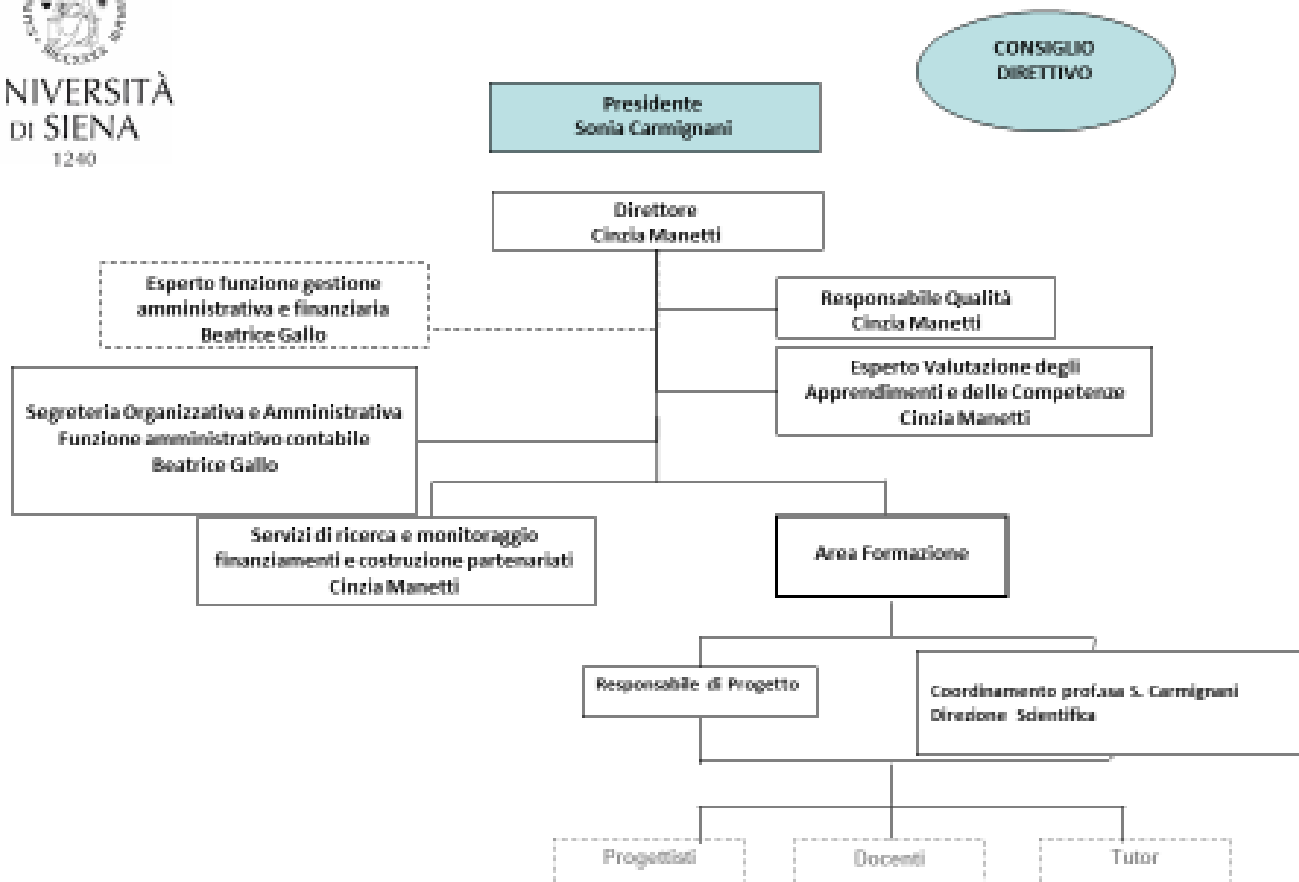 NIVERSITÀ
DI SIENA
1240
CONSIGLIO
DIRETTIVO
Presidente
Sonia Carmignani
Direttore
Cinzia Manetti
Esperto funzione gestione
amministrativa e finanziaria
Beatrice Gallo
Responsabile Qualità
Cinzia Manetti
Esperto Valutazione degli
Apprendimenti e delle Competenze
Cinzia Manetti
Segreteria Organizzativa e Amministrativa
Funzione amministrativo contabile
Beatrice Gallo
Servizi di ricerca e monitoraggio
finanziamenti e costruzione partenariati
Cinzia Manetti
Area Formazione
Responsabile di Progetto
Coordinamento prof.ssa S. Carmignani
Direzione Scientifica
Progettisti
Docenti
Tutor